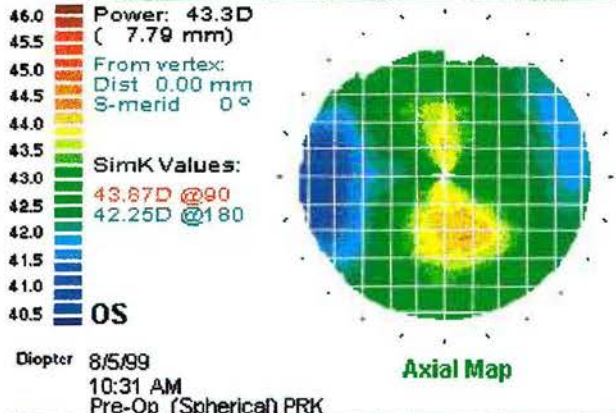 46.0
45.5
45.0
44.5
44.0
43.5
43.0
42.5
42.0
41.5
41.0
40.5
Diopter
Power: 43.3D
( 7.79 mm)
From vertex:
Dist 0.00 mm
S-merid 0°
SimK Values:
43.87D @90
42.25D @180
OS
8/5/99
10:31 AM
Pre-Op (Spherical) PRK
Axial Map